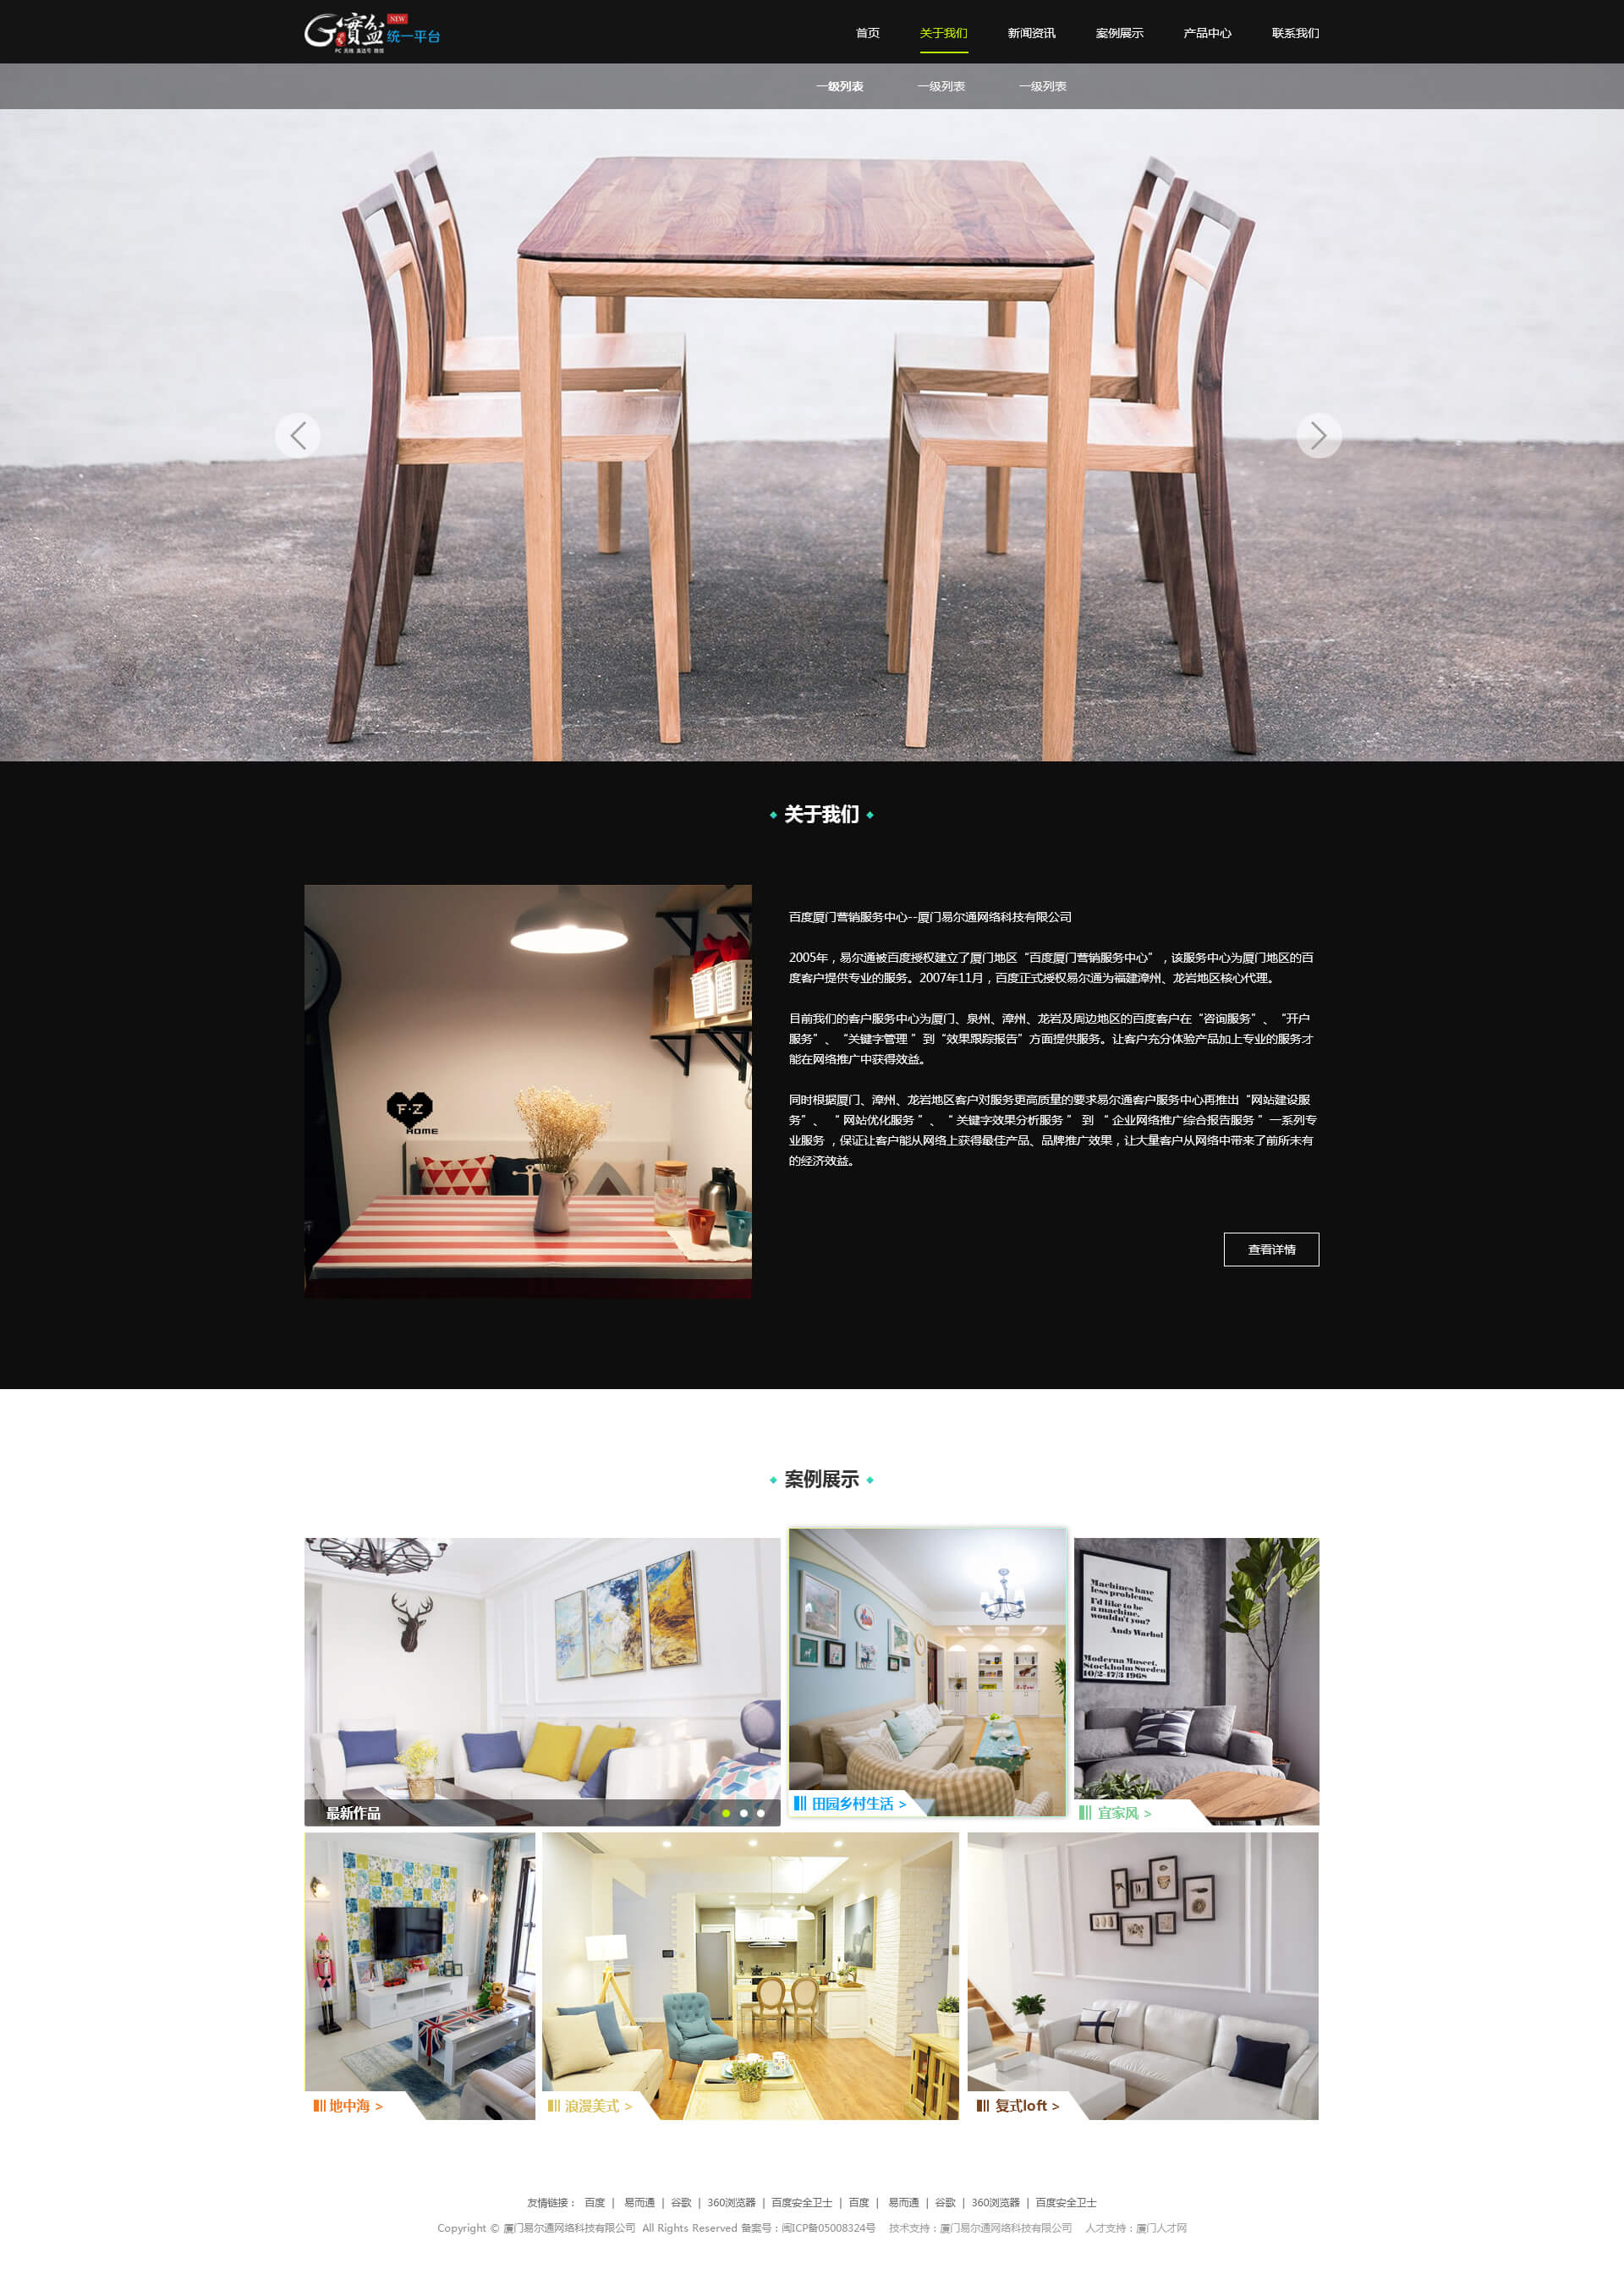 G寶盆 NEW
统一平台
首页 关于我们 新闻资讯 案例展示 产品中心 联系我们
一级列表 一级列表 一级列表
关于我们
百度厦门营销服务中心--厦门易尔通网络科技有限公司
2005年，易尔通被百度授权建立了厦门地区“百度厦门营销服务中心”，该服务中心为厦门地区的百
度客户提供专业的服务。2007年11月，百度正式授权易尔通为福建漳州、龙岩地区核心代理。
目前我们的客户服务中心为厦门、泉州、漳州、龙岩及周边地区的百度客户在“咨询服务”、“开户
服务”、“关键字管理 ”到“效果跟踪报告”方面提供服务。让客户充分体验产品加上专业的服务才
能在网络推广中获得效益。
同时根据厦门、漳州、龙岩地区客户对服务更高质量的要求易尔通客户服务中心再推出“网站建设服
务”、 “ 网站优化服务 ”、“ 关键字效果分析服务 ” 到 “ 企业网络推广综合报告服务 ”一系列专
业服务 ，保证让客户能从网络上获得最佳产品、品牌推广效果，让大量客户从网络中带来了前所未有
的经济效益。
F·Z
HOME
查看详情
案例展示
Machines have
less problems.
I'd like to be
a machine,
wouldn't you?
Andy Warhol
Moderna Museet,
Stockholm Sweden
10/2-17/3 1968
最新作品
田园乡村生活 >
宜家风 >
地中海 >
浪漫美式 >
复式loft >
友情链接： 百度 | 易而通 | 谷歌 | 360浏览器 | 百度安全卫士 | 百度 | 易而通 | 谷歌 | 360浏览器 | 百度安全卫士
Copyright © 厦门易尔通网络科技有限公司 All Rights Reserved 备案号：闽ICP备05008324号 技术支持：厦门易尔通网络科技有限公司 人才支持：厦门人才网